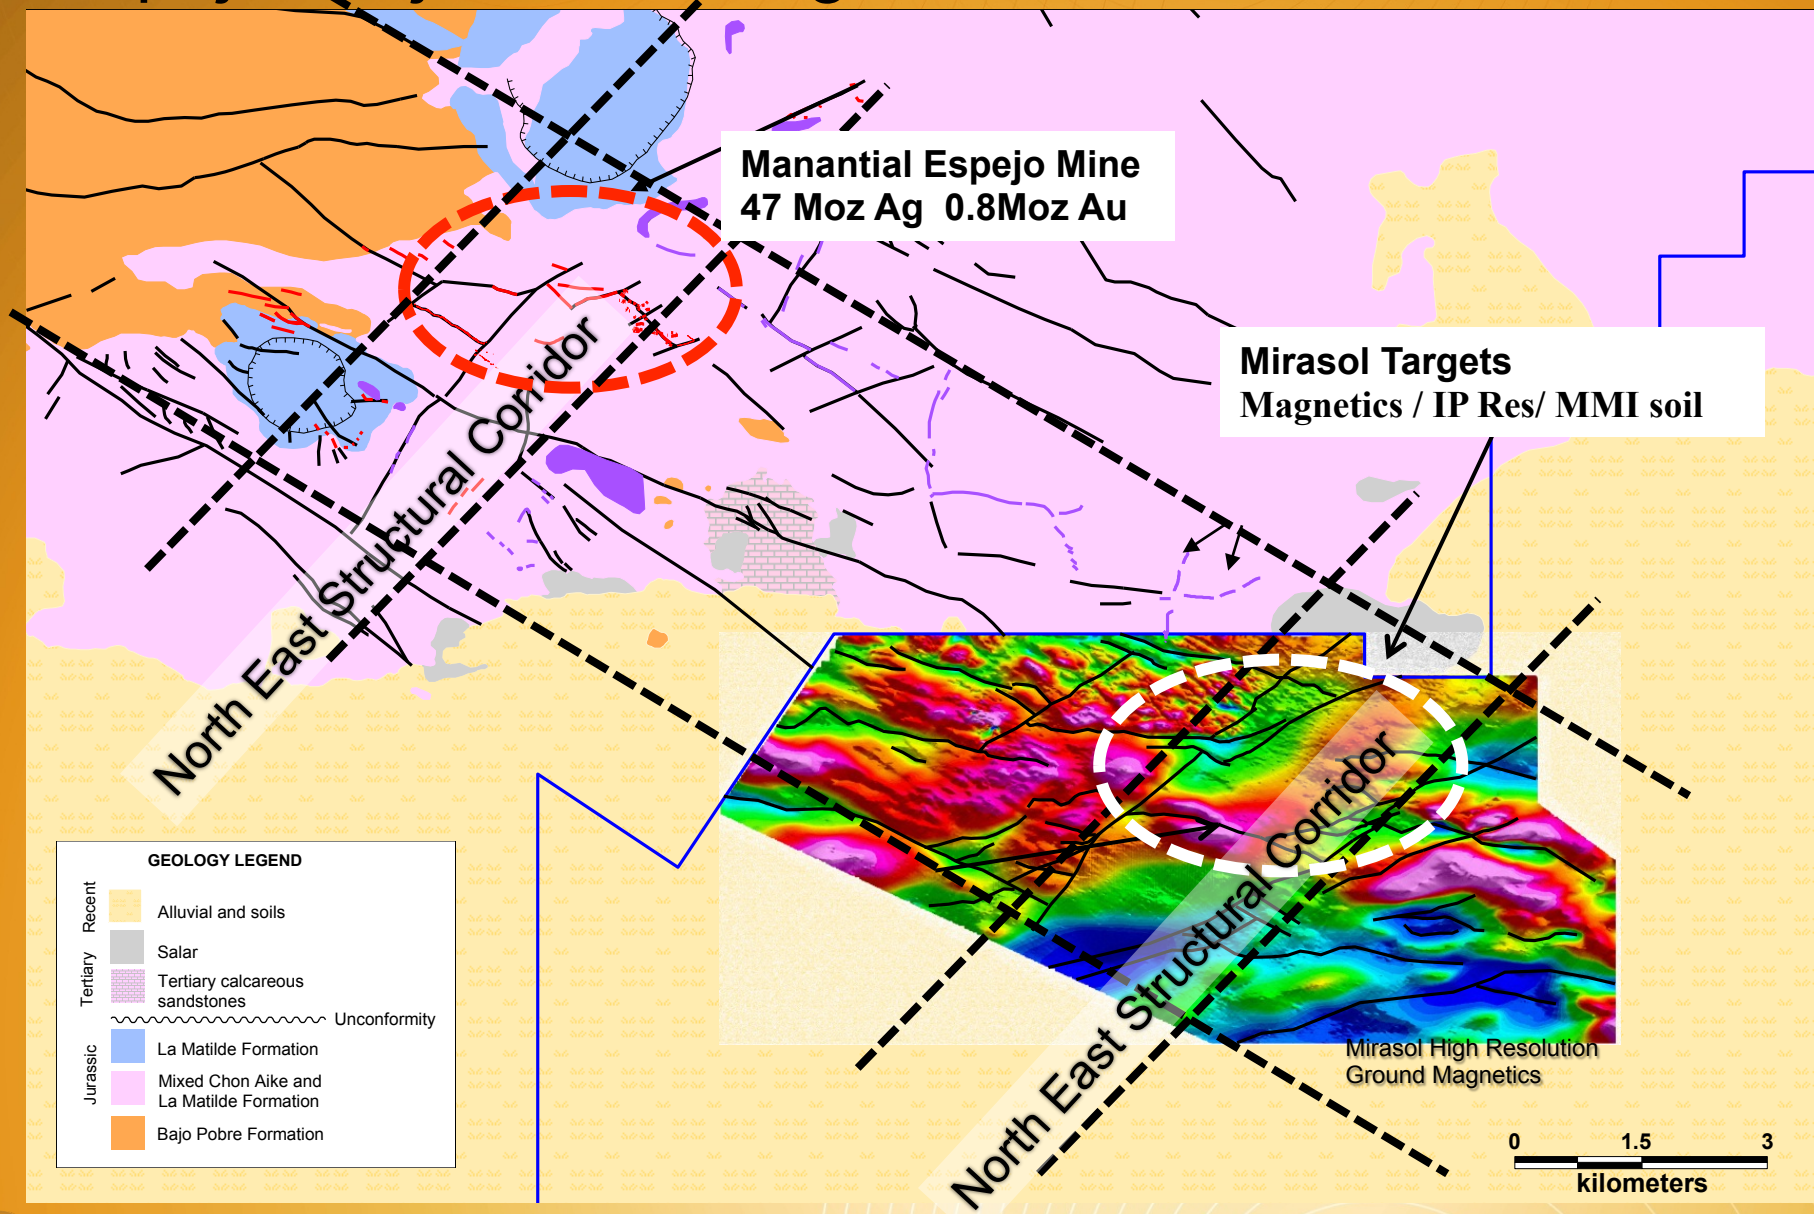 Manantial Espejo Mine
47 Moz Ag 0.8Moz Au
Mirasol Targets
Magnetics / IP Res/ MMI soil
North East Structural Corridor
North East Structural Corridor
GEOLOGY LEGEND
Recent
Alluvial and soils
Tertiary
Salar
Tertiary calcareous
sandstones
Unconformity
Jurassic
La Matilde Formation
Mixed Chon Aike and
La Matilde Formation
Bajo Pobre Formation
Mirasol High Resolution
Ground Magnetics
0 1.5 3
kilometers